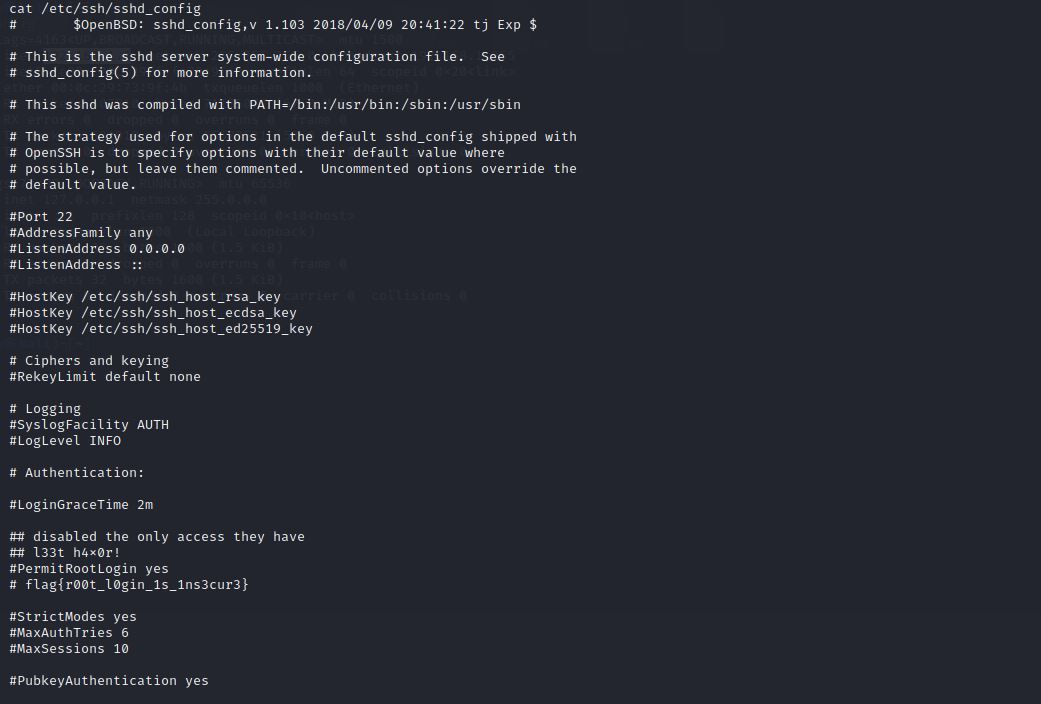 cat /etc/ssh/sshd_config
#       $OpenBSD: sshd_config,v 1.103 2018/04/09 20:41:22 tj Exp $
# This is the sshd server system-wide configuration file.  See
# sshd_config(5) for more information.
# This sshd was compiled with PATH=/bin:/usr/bin:/sbin:/usr/sbin
# The strategy used for options in the default sshd_config shipped with
# OpenSSH is to specify options with their default value where
# possible, but leave them commented.  Uncommented options override the
# default value.
#Port 22
#AddressFamily any
#ListenAddress 0.0.0.0
#ListenAddress ::
#HostKey /etc/ssh/ssh_host_rsa_key
#HostKey /etc/ssh/ssh_host_ecdsa_key
#HostKey /etc/ssh/ssh_host_ed25519_key
# Ciphers and keying
#RekeyLimit default none
# Logging
#SyslogFacility AUTH
#LogLevel INFO
# Authentication:
#LoginGraceTime 2m
## disabled the only access they have
## l33t h4×0r!
#PermitRootLogin yes
# flag{r00t_l0gin_1s_1ns3cur3}
#StrictModes yes
#MaxAuthTries 6
#MaxSessions 10
#PubkeyAuthentication yes